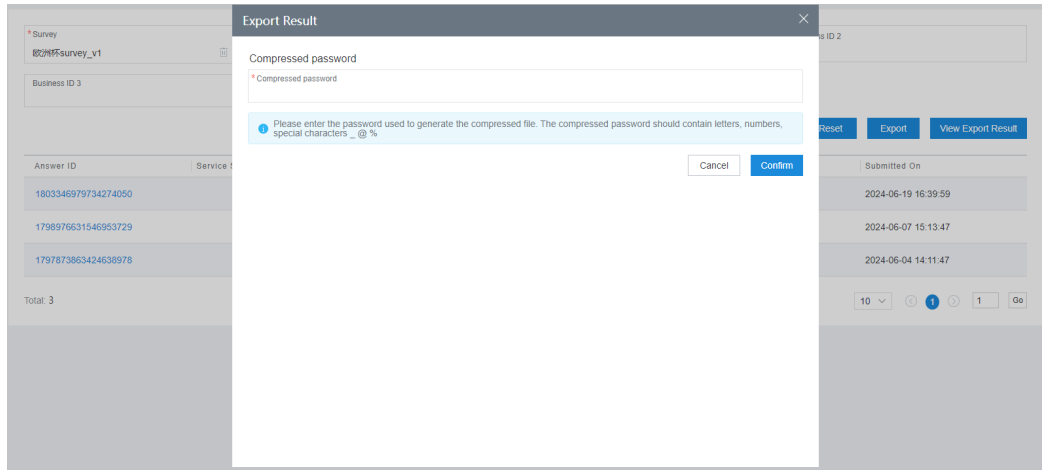 Export Result
* Survey
欧洲杯survey_v1
ss ID 2
Business ID 3
Compressed password
* Compressed password
Please enter the password used to generate the compressed file. The compressed password should contain letters, numbers,
special characters _ @ %
Cancel
Confirm
Reset
Export
View Export Result
Answer ID
Service S
Submitted On
1803346979734274050
2024-06-19 16:39:59
1798976631546953729
2024-06-07 15:13:47
1797873863424638978
2024-06-04 14:11:47
Total: 3
10
1
1
Go